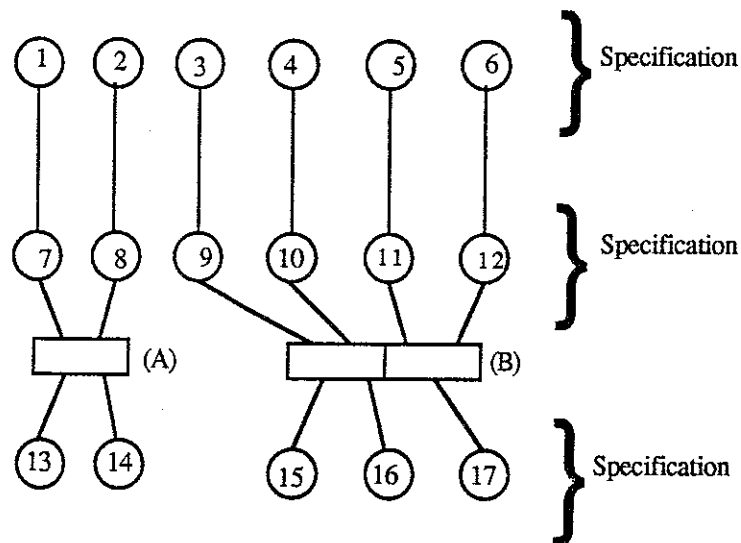 1 2 3 4 5 6 Specification
7 8 9 10 11 12 Specification
(A) (B)
13 14 15 16 17 Specification